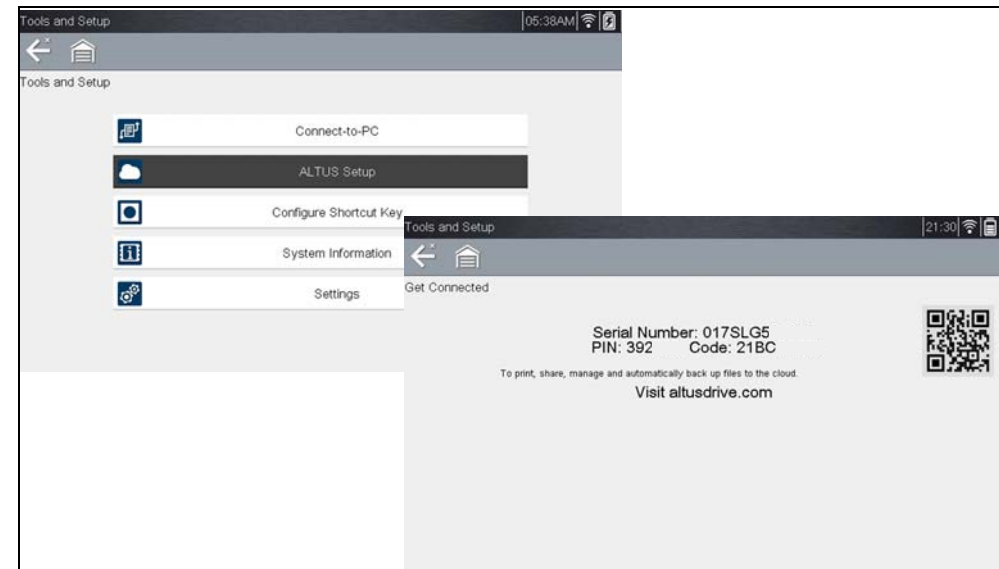 Tools and Setup
05:38AM
Tools and Setup
Connect-to-PC
ALTUS Setup
Configure Shortcut Key
System Information
Settings
Tools and Setup
21:30
Get Connected
Serial Number: 017SLG5
PIN: 392 Code: 21BC
To print, share, manage and automatically back up files to the cloud.
Visit altusdrive.com